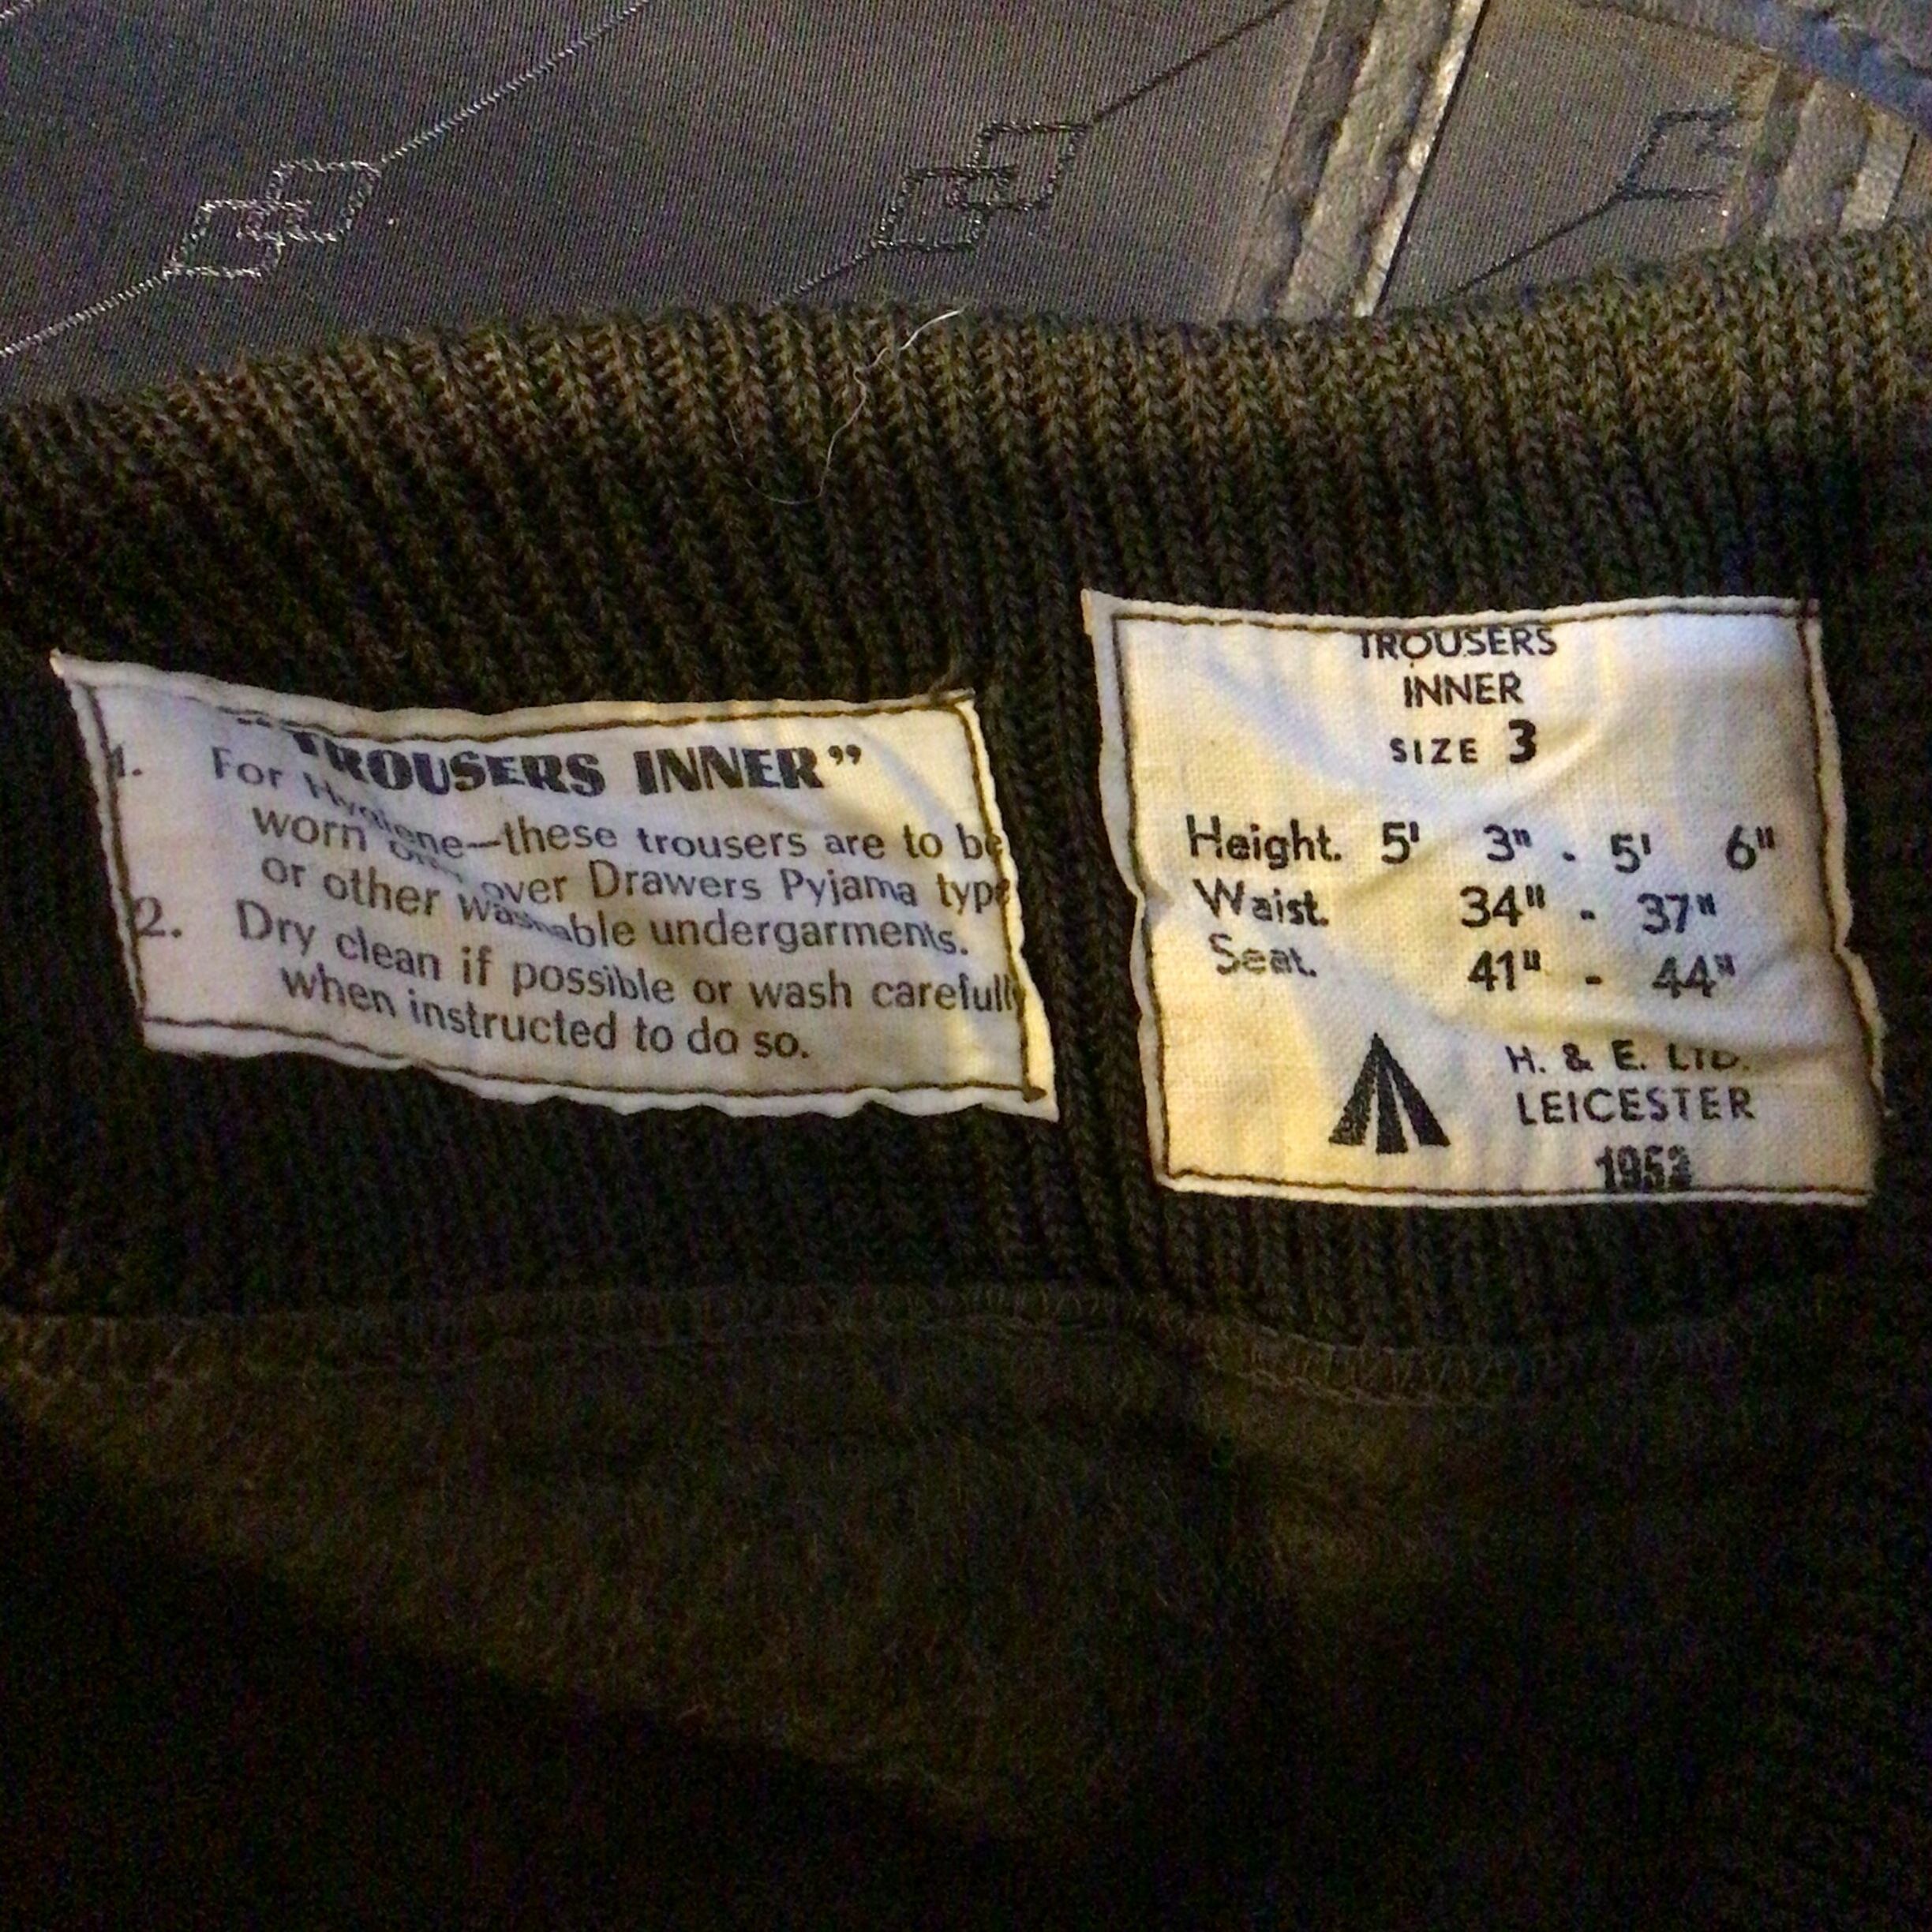 "TROUSERS INNER"
1. For Hygiene—these trousers are to be
worn only over Drawers Pyjama type
or other washable undergarments.
2. Dry clean if possible or wash carefully
when instructed to do so.
TROUSERS
INNER
SIZE 3
Height. 5' 3" - 5' 6"
Waist. 34" - 37"
Seat. 41" - 44"
H. & E. LTD.
LEICESTER